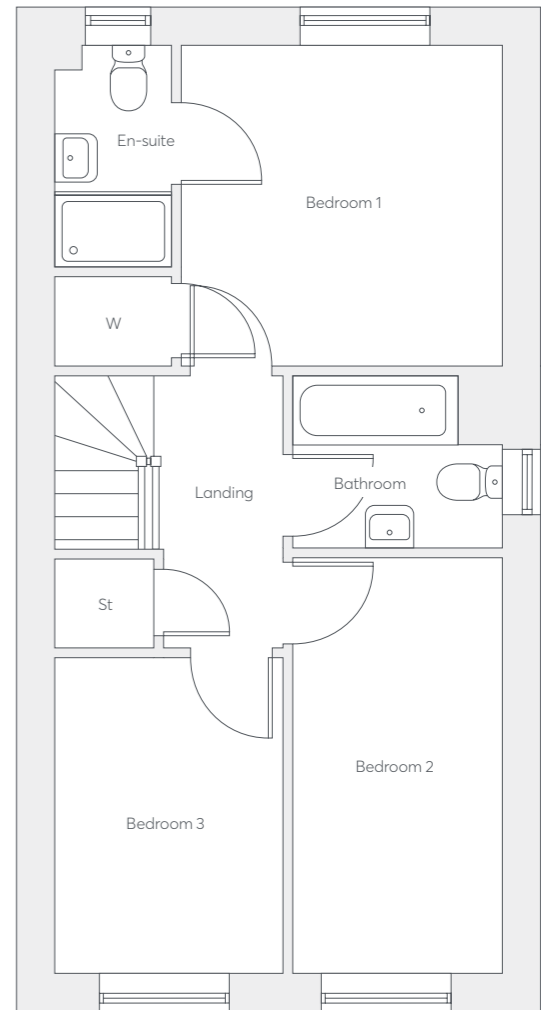 En-suite
Bedroom 1
W
Landing
Bathroom
St
Bedroom 2
Bedroom 3